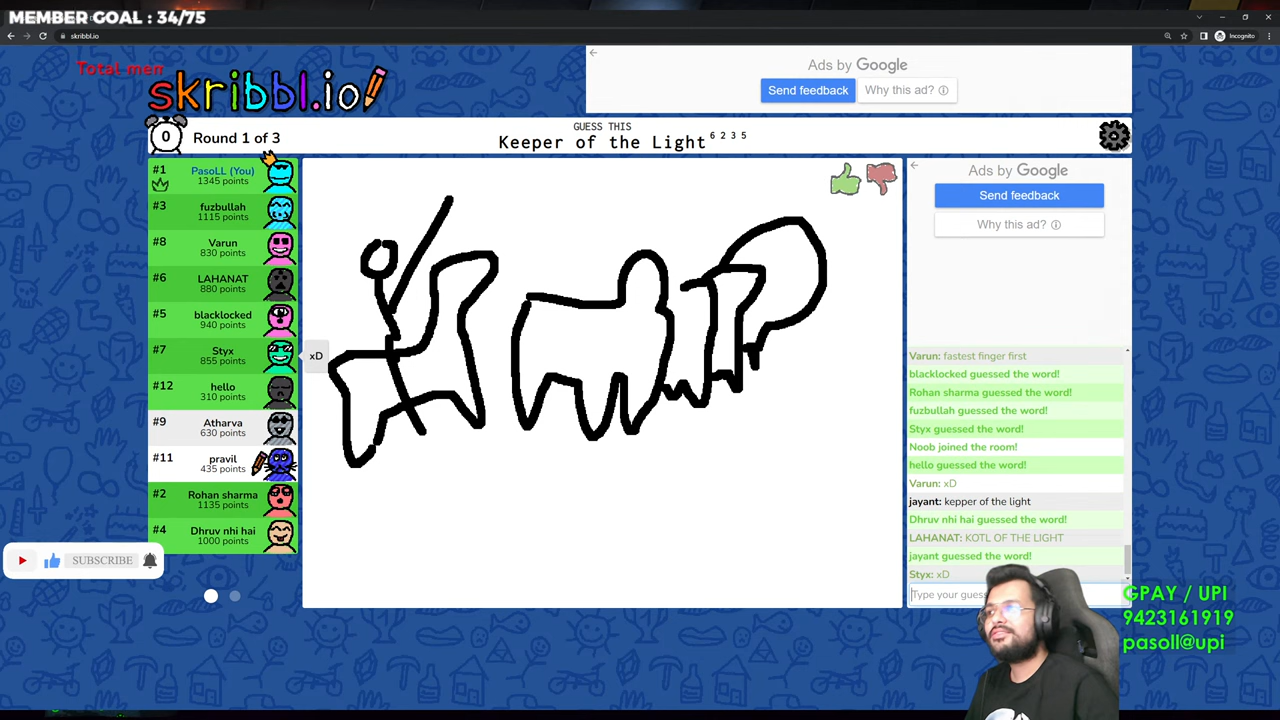 MEMBER GOAL : 34/75
skribbl.io
Incognito
Total mem
skribbl.io
Ads by Google
Send feedback
Why this ad?
0
Round 1 of 3
GUESS THIS
Keeper of the Light 6 2 3 5
#1
PasoLL (You)
1345 points
#3
fuzbullah
1115 points
#8
Varun
830 points
#6
LAHANAT
880 points
#5
blacklocked
940 points
#7
Styx
855 points
xD
#12
hello
310 points
#9
Atharva
630 points
#11
pravil
435 points
#2
Rohan sharma
1135 points
#4
Dhruv nhi hai
1000 points
SUBSCRIBE
Ads by Google
Send feedback
Why this ad?
Varun: fastest finger first
blacklocked guessed the word!
Rohan sharma guessed the word!
fuzbullah guessed the word!
Styx guessed the word!
Noob joined the room!
hello guessed the word!
Varun: xD
jayant: kepper of the light
Dhruv nhi hai guessed the word!
LAHANAT: KOTL OF THE LIGHT
jayant guessed the word!
Styx: xD
Type your gues
GPAY / UPI
9423161919
pasoll@upi